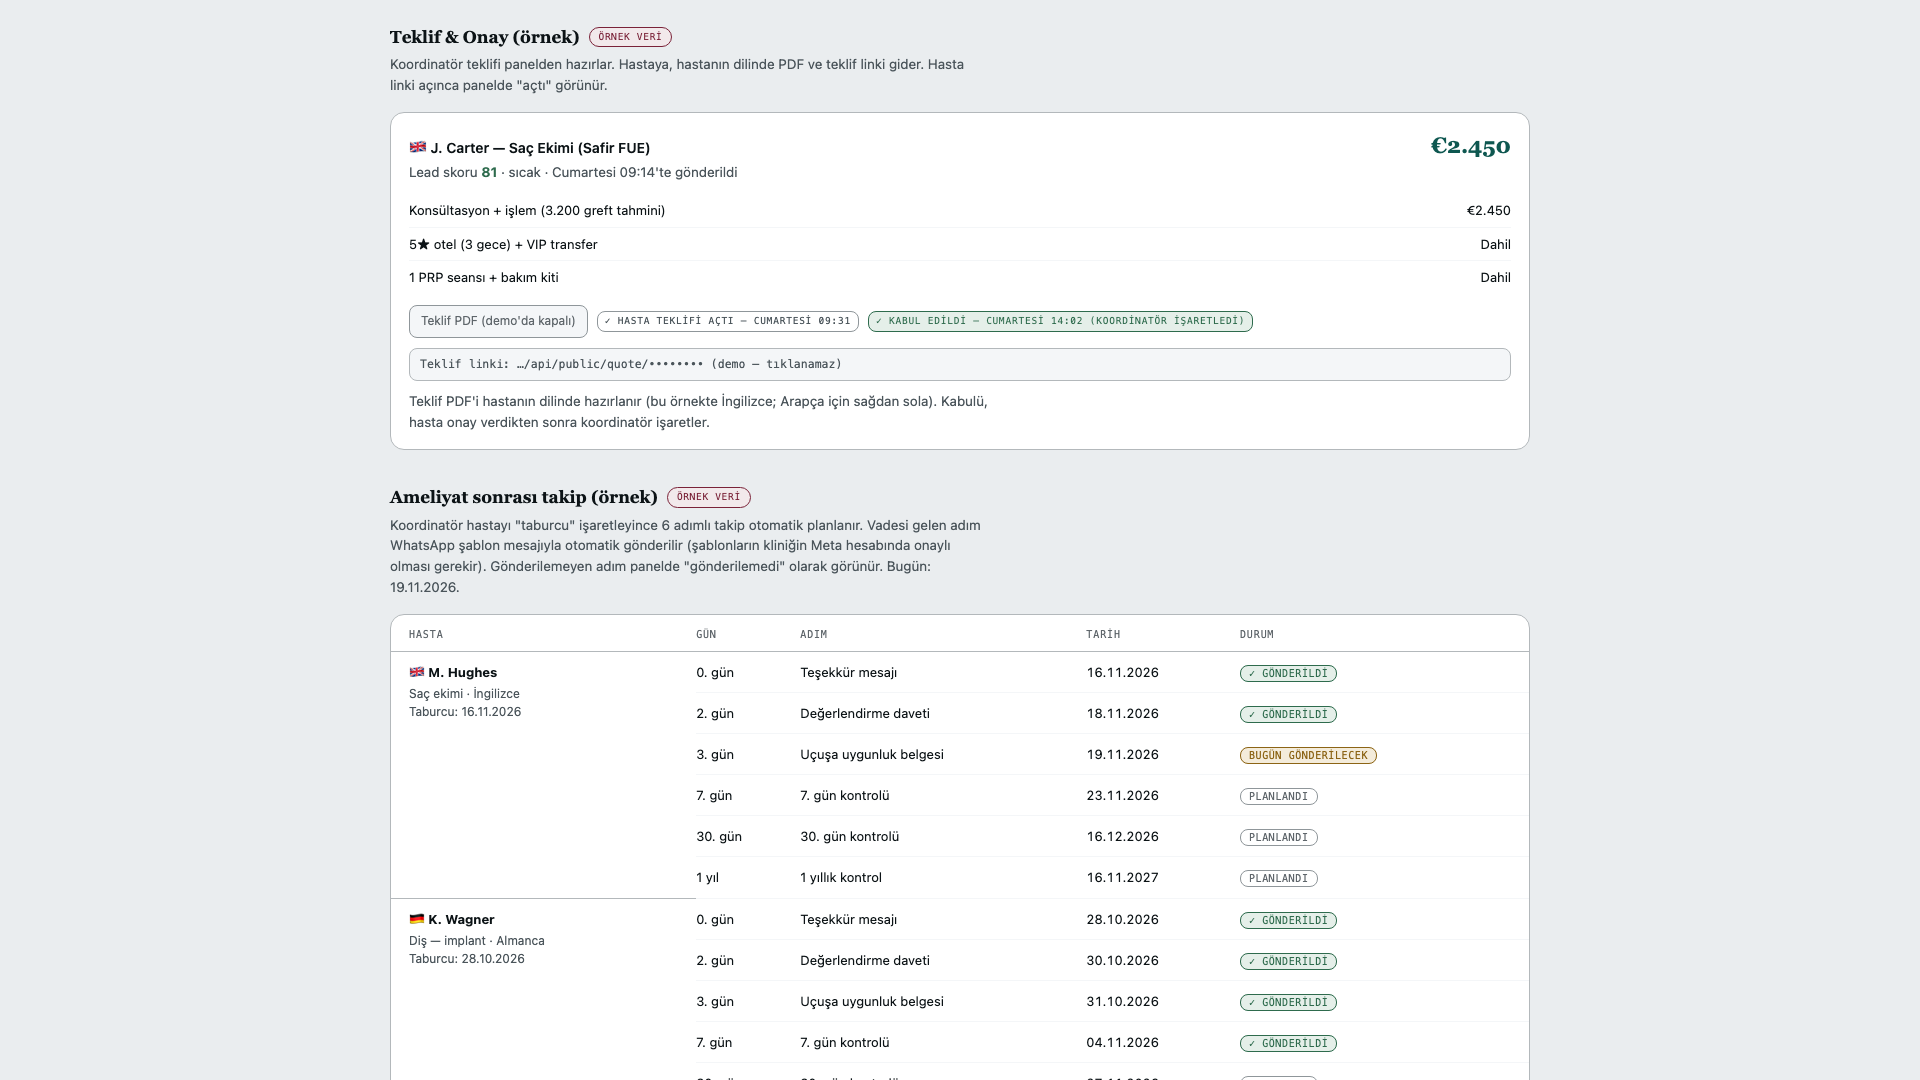 Teklif & Onay (örnek) ÖRNEK VERİ
Koordinatör teklifi panelden hazırlar. Hastaya, hastanın dilinde PDF ve teklif linki gider. Hasta
linki açınca panelde "açtı" görünür.
J. Carter — Saç Ekimi (Safir FUE) €2.450
Lead skoru 81 · sıcak · Cumartesi 09:14'te gönderildi
Konsültasyon + işlem (3.200 greft tahmini) €2.450
5★ otel (3 gece) + VIP transfer Dahil
1 PRP seansı + bakım kiti Dahil
Teklif PDF (demo'da kapalı) ✓ HASTA TEKLİFİ AÇTI — CUMARTESİ 09:31 ✓ KABUL EDİLDİ — CUMARTESİ 14:02 (KOORDİNATÖR İŞARETLEDİ)
Teklif linki: …/api/public/quote/•••••••• (demo — tıklanamaz)
Teklif PDF'i hastanın dilinde hazırlanır (bu örnekte İngilizce; Arapça için sağdan sola). Kabulü,
hasta onay verdikten sonra koordinatör işaretler.
Ameliyat sonrası takip (örnek) ÖRNEK VERİ
Koordinatör hastayı "taburcu" işaretleyince 6 adımlı takip otomatik planlanır. Vadesi gelen adım
WhatsApp şablon mesajıyla otomatik gönderilir (şablonların kliniğin Meta hesabında onaylı
olması gerekir). Gönderilemeyen adım panelde "gönderilemedi" olarak görünür. Bugün:
19.11.2026.
HASTA GÜN ADIM TARİH DURUM
M. Hughes 0. gün Teşekkür mesajı 16.11.2026 ✓ GÖNDERİLDİ
Saç ekimi · İngilizce
Taburcu: 16.11.2026
2. gün Değerlendirme daveti 18.11.2026 ✓ GÖNDERİLDİ
3. gün Uçuşa uygunluk belgesi 19.11.2026 BUGÜN GÖNDERİLECEK
7. gün 7. gün kontrolü 23.11.2026 PLANLANDI
30. gün 30. gün kontrolü 16.12.2026 PLANLANDI
1 yıl 1 yıllık kontrol 16.11.2027 PLANLANDI
K. Wagner 0. gün Teşekkür mesajı 28.10.2026 ✓ GÖNDERİLDİ
Diş — implant · Almanca
Taburcu: 28.10.2026
2. gün Değerlendirme daveti 30.10.2026 ✓ GÖNDERİLDİ
3. gün Uçuşa uygunluk belgesi 31.10.2026 ✓ GÖNDERİLDİ
7. gün 7. gün kontrolü 04.11.2026 ✓ GÖNDERİLDİ